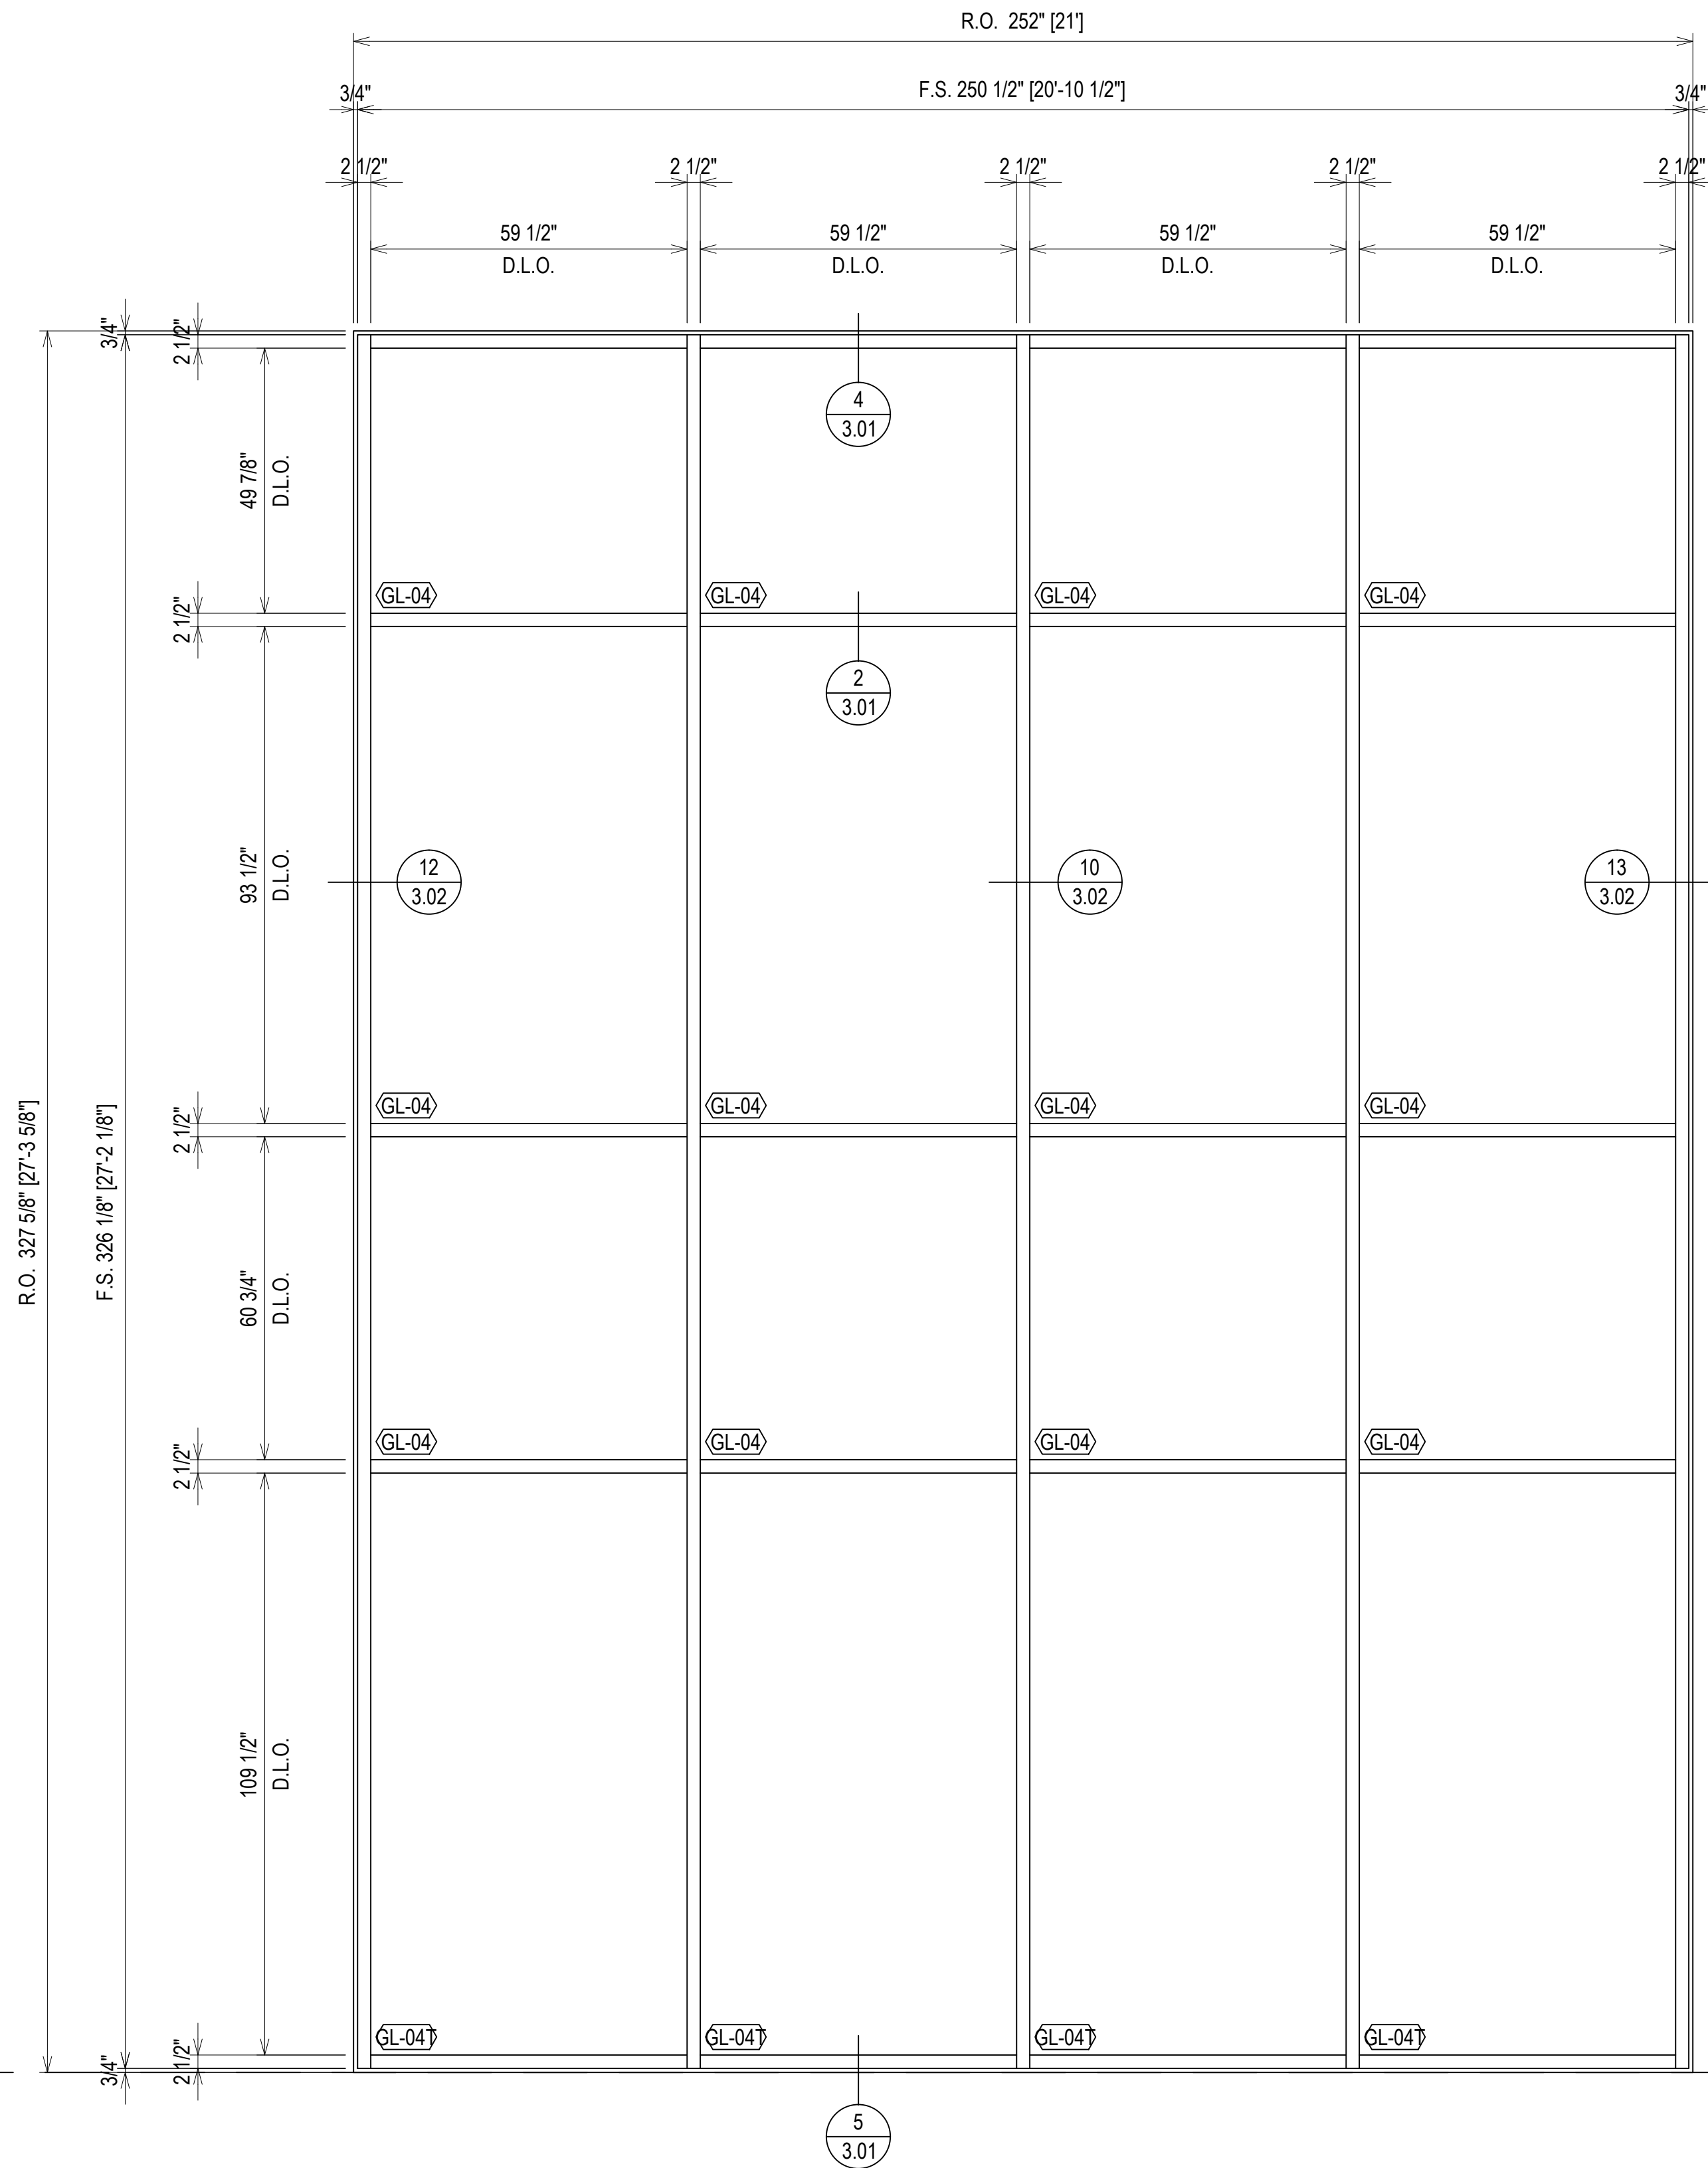 R.O. 252" [21']
3/4" F.S. 250 1/2" [20'-10 1/2"] 3/4"
2 1/2" 2 1/2" 2 1/2" 2 1/2" 2 1/2"
59 1/2" 59 1/2" 59 1/2" 59 1/2"
D.L.O. D.L.O. D.L.O. D.L.O.
3/4"
2 1/2"
4
3.01
49 7/8"
D.L.O.
GL-04 GL-04 GL-04 GL-04
2 1/2"
2
3.01
93 1/2"
D.L.O.
12 10 13
3.02 3.02 3.02
GL-04 GL-04 GL-04 GL-04
2 1/2"
R.O. 327 5/8" [27'-3 5/8"]
F.S. 326 1/8" [27'-2 1/8"]
60 3/4"
D.L.O.
GL-04 GL-04 GL-04 GL-04
2 1/2"
109 1/2"
D.L.O.
GL-04T GL-04T GL-04T GL-04T
3/4"
2 1/2"
5
3.01